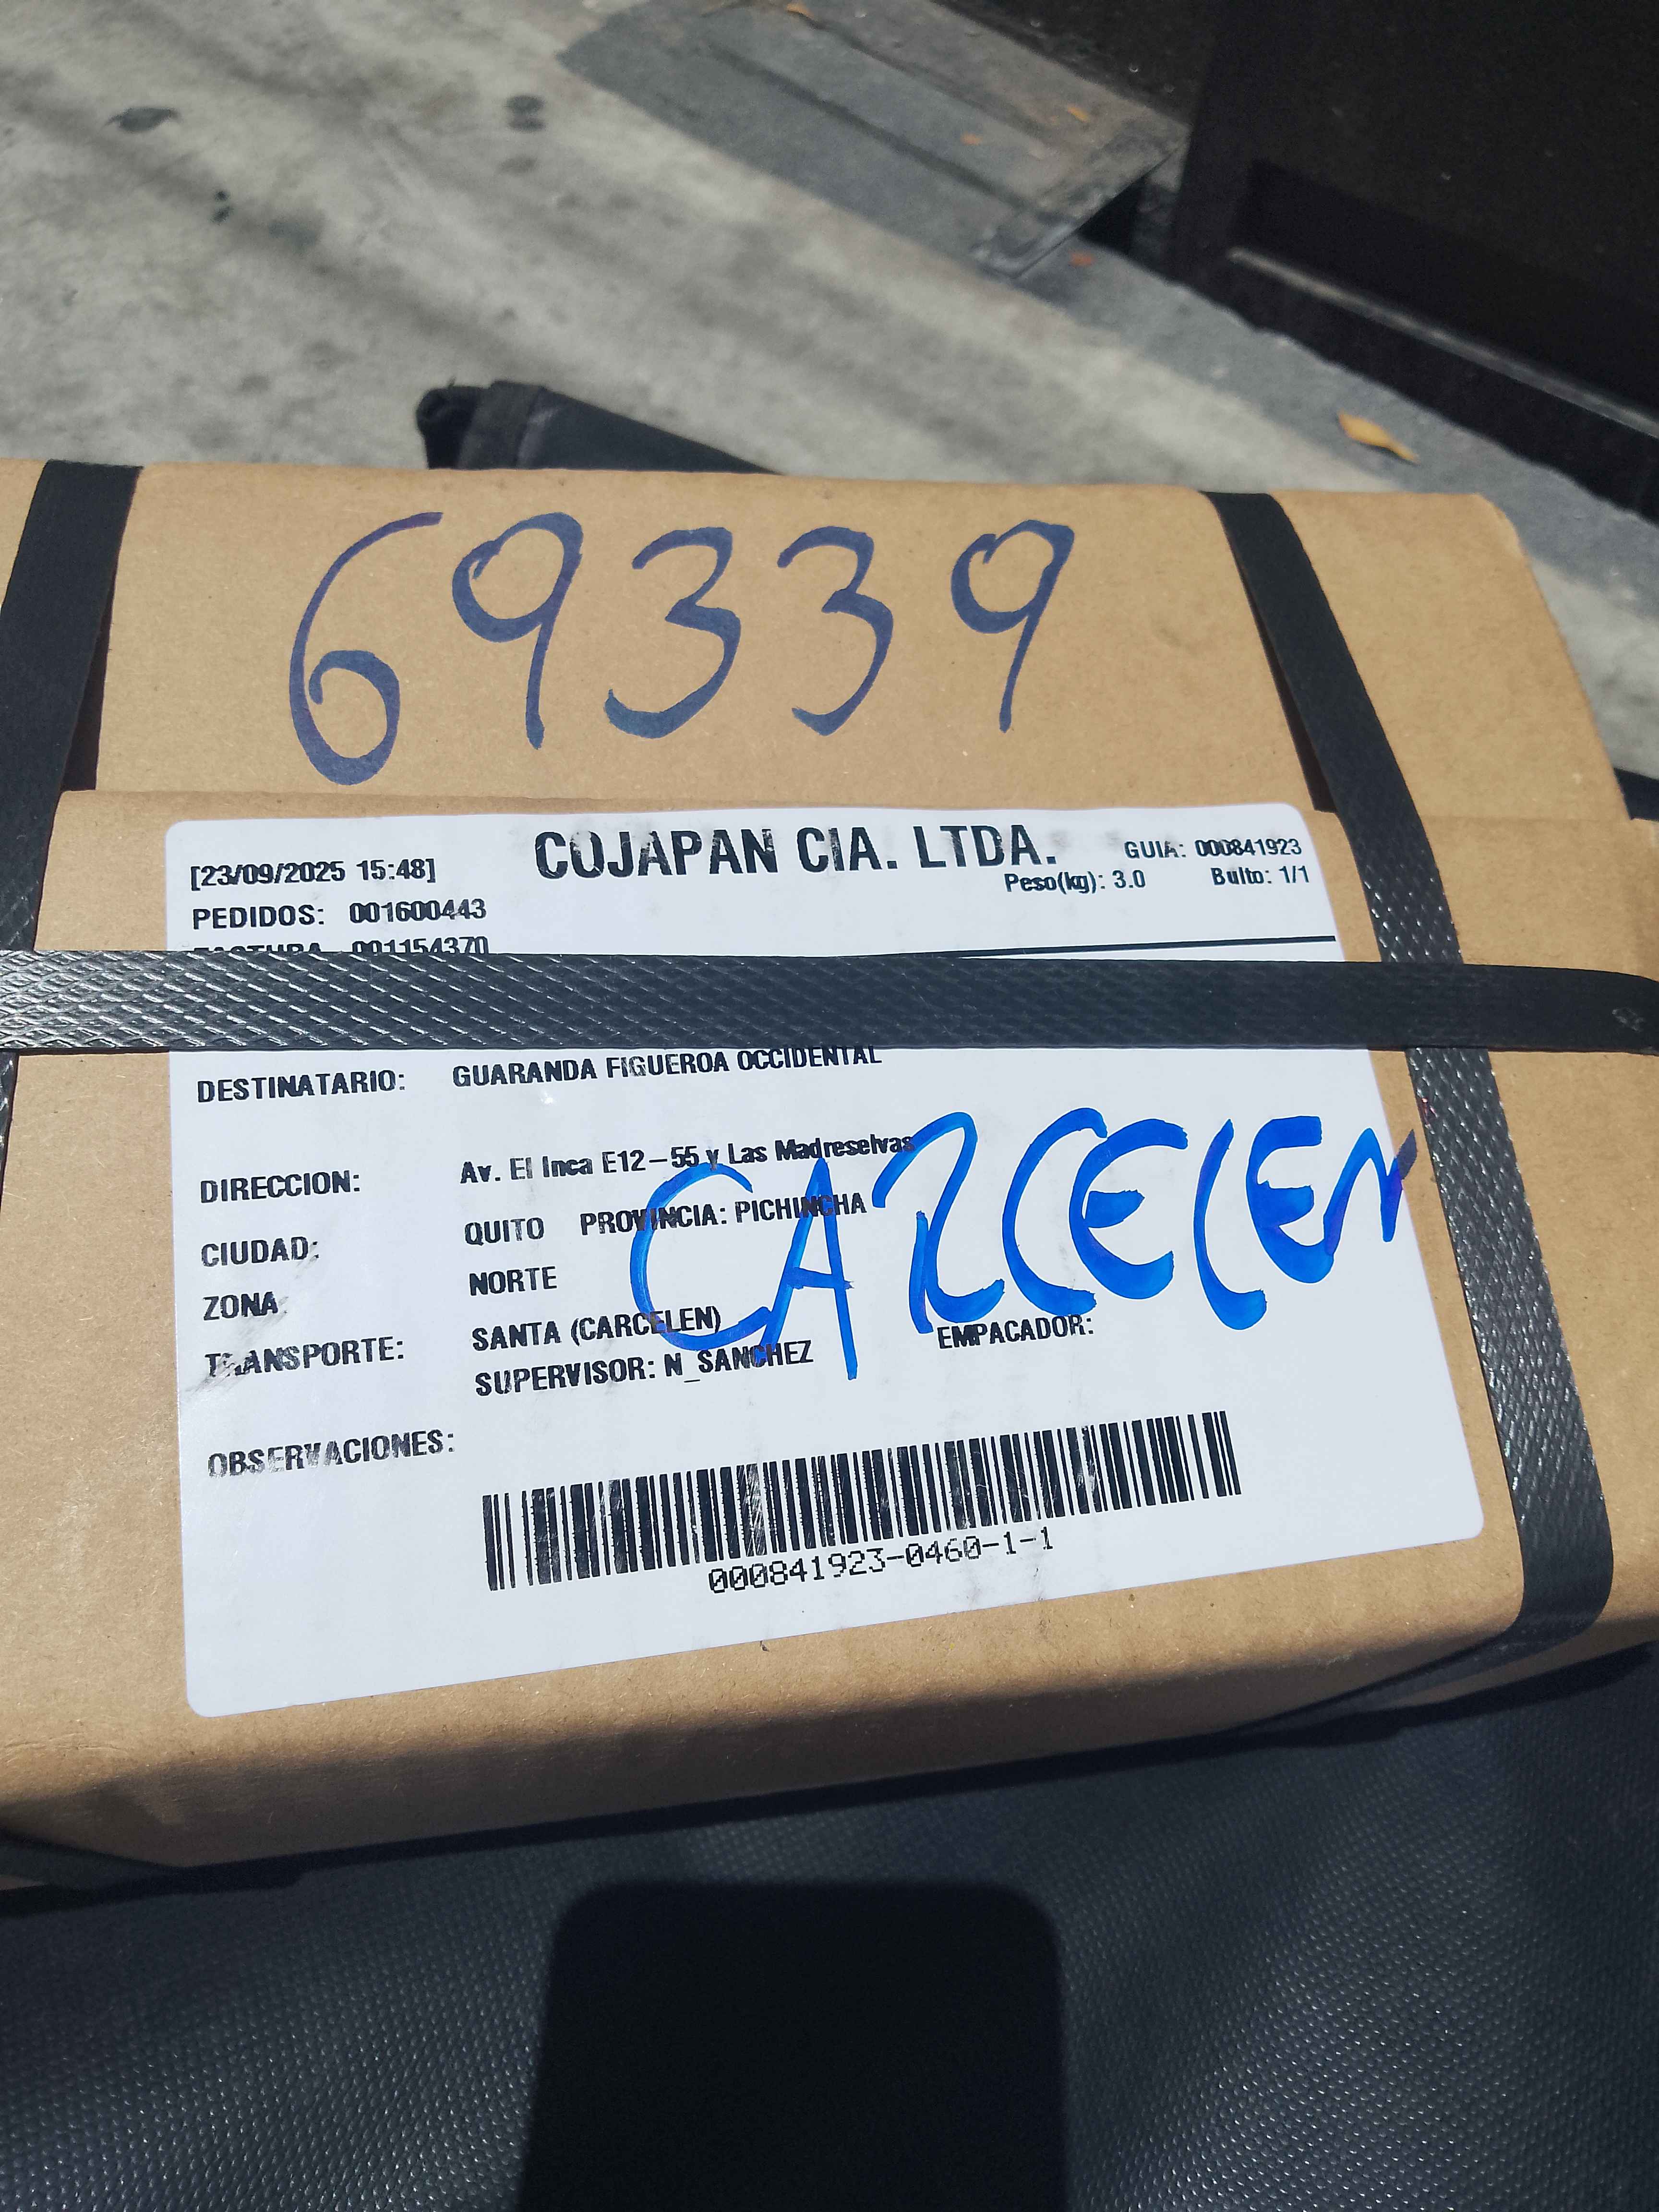 69339
COJAPAN CIA. LTDA.
[23/09/2025 15:48]
GUIA: 000841923
Peso(kg): 3.0 Bulto: 1/1
PEDIDOS: 001600443
FACTURA 001154370
DESTINATARIO: GUARANDA FIGUEROA OCCIDENTAL
DIRECCION: Av. El Inca E12-55 y Las Madreselvas
CIUDAD: QUITO PROVINCIA: PICHINCHA
ZONA: NORTE
TRANSPORTE: SANTA (CARCELEN)
SUPERVISOR: N_SANCHEZ EMPACADOR:
CARCELEN
OBSERVACIONES:
000841923-0460-1-1